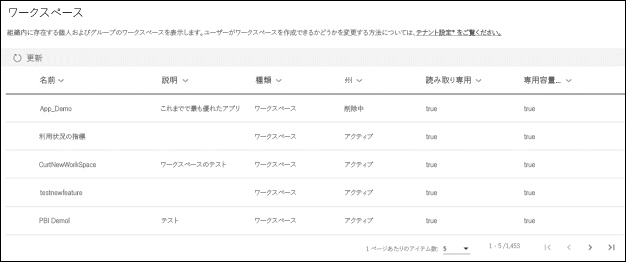 ワークスペース
組織内に存在する個人およびグループのワークスペースを表示します。ユーザーがワークスペースを作成できるかどうかを変更する方法については、テナント設定" をご覧ください。
更新
名前 説明 種類 州 読み取り専用 専用容量...
App_Demo これまでで最も優れたアプリ ワークスペース 削除中 true true
利用状況の指標 ワークスペース アクティブ true true
CurtNewWorkSpace ワークスペースのテスト ワークスペース アクティブ true true
testnewfeature ワークスペース アクティブ true true
PBI Demo! テスト ワークスペース アクティブ true true
1 ページあたりのアイテム数: 5 1 - 5 /1,453